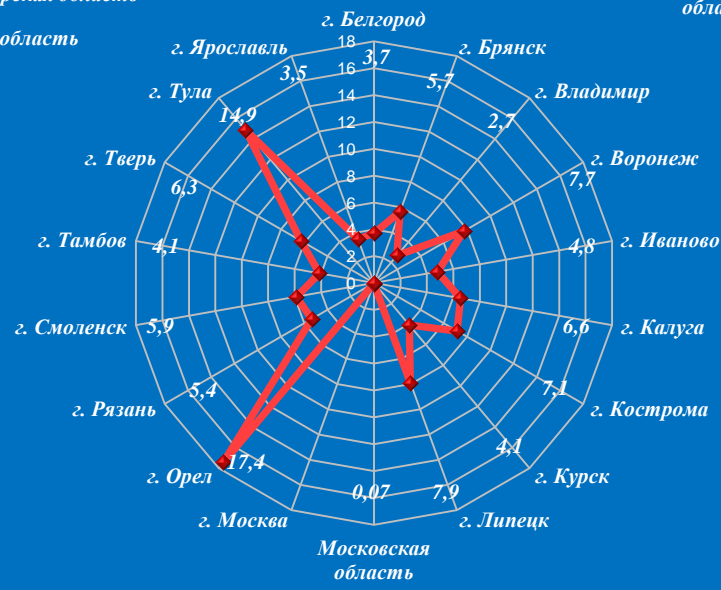 область
обла
область
г. Белгород
г. Ярославль
г. Брянск
18
3,7
16
3,5
5,7
г. Тула
г. Владимир
14
14,9
2,7
12
г. Тверь
г. Воронеж
10
6,3
7,7
8
6
г. Тамбов
4,1
4
4,8
г. Иваново
2
0
г. Смоленск
5,9
6,6
г. Калуга
5,4
7,1
г. Рязань
г. Кострома
17,4
4,1
г. Орел
г. Курск
0,07
7,9
г. Москва
г. Липецк
Московская
область